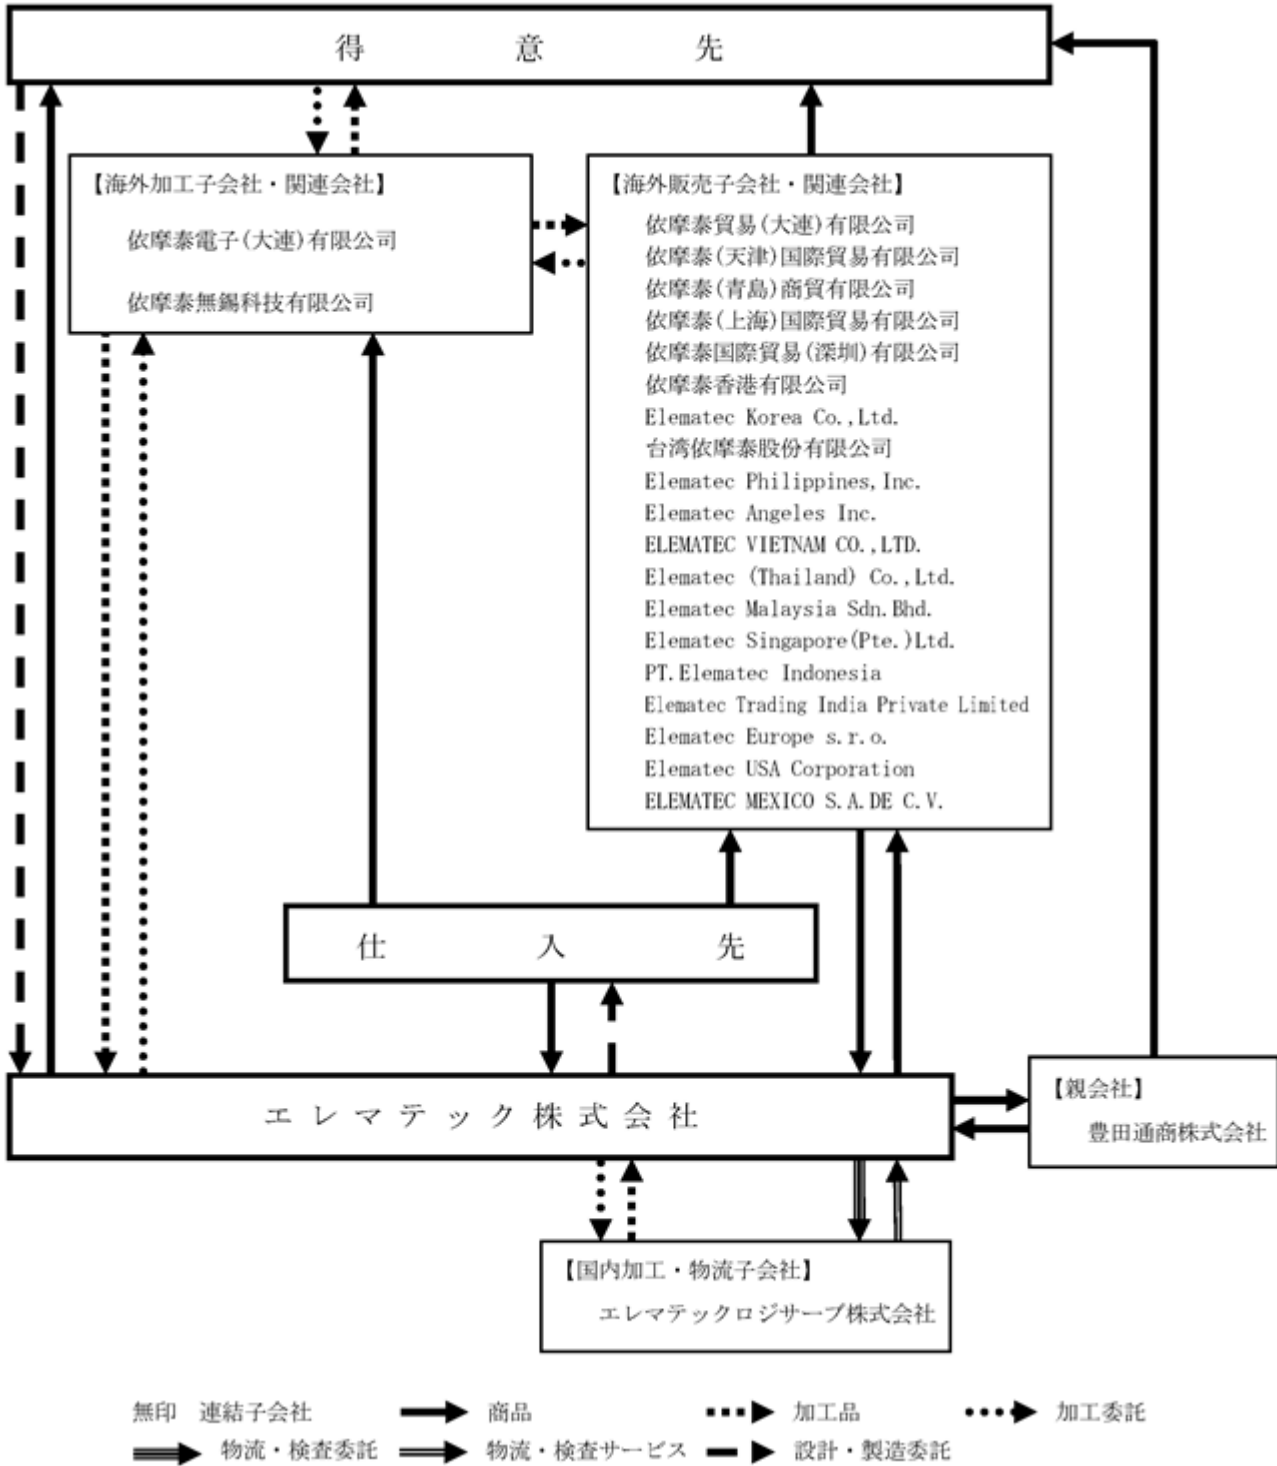 得意先
【海外加工子会社・関連会社】
依摩泰電子(大連)有限公司
依摩泰無錫科技有限公司
【海外販売子会社・関連会社】
依摩泰貿易(大連)有限公司
依摩泰(天津)国際貿易有限公司
依摩泰(青島)商貿有限公司
依摩泰(上海)国際貿易有限公司
依摩泰国際貿易(深圳)有限公司
依摩泰香港有限公司
Elematec Korea Co.,Ltd.
台湾依摩泰股份有限公司
Elematec Philippines,Inc.
Elematec Angeles Inc.
ELEMATEC VIETNAM CO.,LTD.
Elematec (Thailand) Co.,Ltd.
Elematec Malaysia Sdn.Bhd.
Elematec Singapore(Pte.)Ltd.
PT.Elematec Indonesia
Elematec Trading India Private Limited
Elematec Europe s.r.o.
Elematec USA Corporation
ELEMATEC MEXICO S.A.DE C.V.
仕入先
エレマテック株式会社
【親会社】
豊田通商株式会社
【国内加工・物流子会社】
エレマテックロジサーブ株式会社
無印 連結子会社 商品 加工品 加工委託
物流・検査委託 物流・検査サービス 設計・製造委託